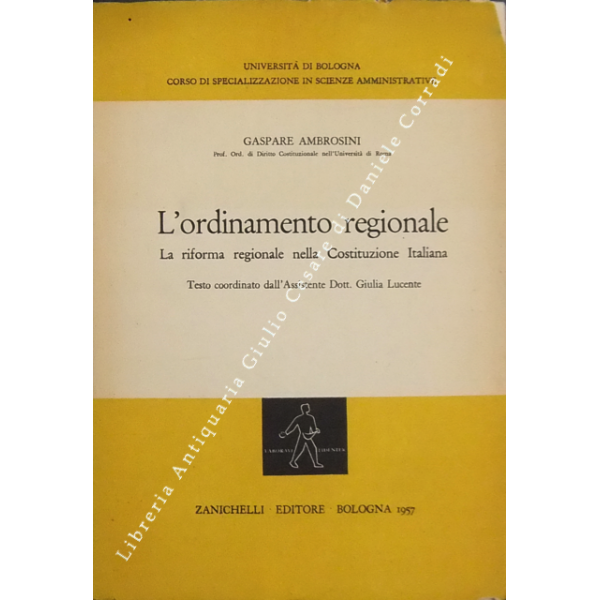 UNIVERSITÀ DI BOLOGNA
CORSO DI SPECIALIZZAZIONE IN SCIENZE AMMINISTRATIVE
GASPARE AMBROSINI
Prof. Ord. di Diritto Costituzionale nell'Università di Roma
L'ordinamento regionale
La riforma regionale nella Costituzione Italiana
Testo coordinato dall'Assistente Dott. Giulia Lucente
LABORATI FIDENTER
ZANICHELLI · EDITORE · BOLOGNA 1957
Libreria Antiquaria Giulio Cesare di Daniele Corradi